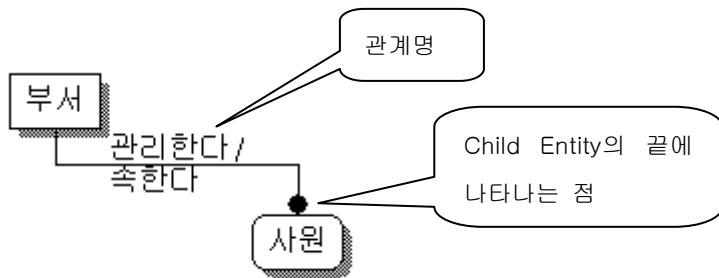 관계명
부서
관리한다/
속한다
Child Entity의 끝에
나타나는 점
사원